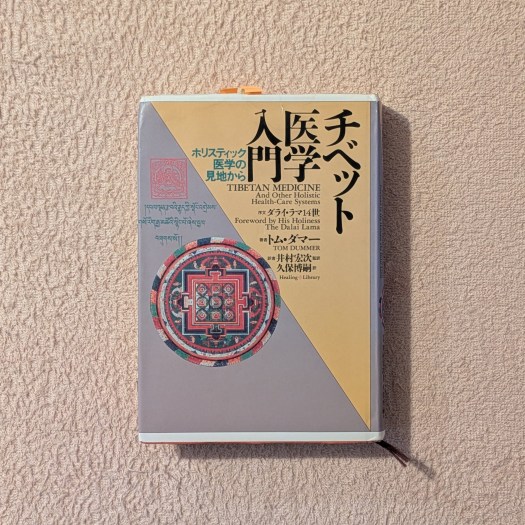 チベット
医学
入門
ホリスティック
医学の
見地から
TIBETAN MEDICINE
And Other Holistic
Health-Care Systems
序文 ダライ・ラマ14世
Foreword by His Holiness
The Dalai Lama
著者 トム・ダマー
TOM DUMMER
訳者 井村宏次 監訳
久保博嗣 訳
Healing Library